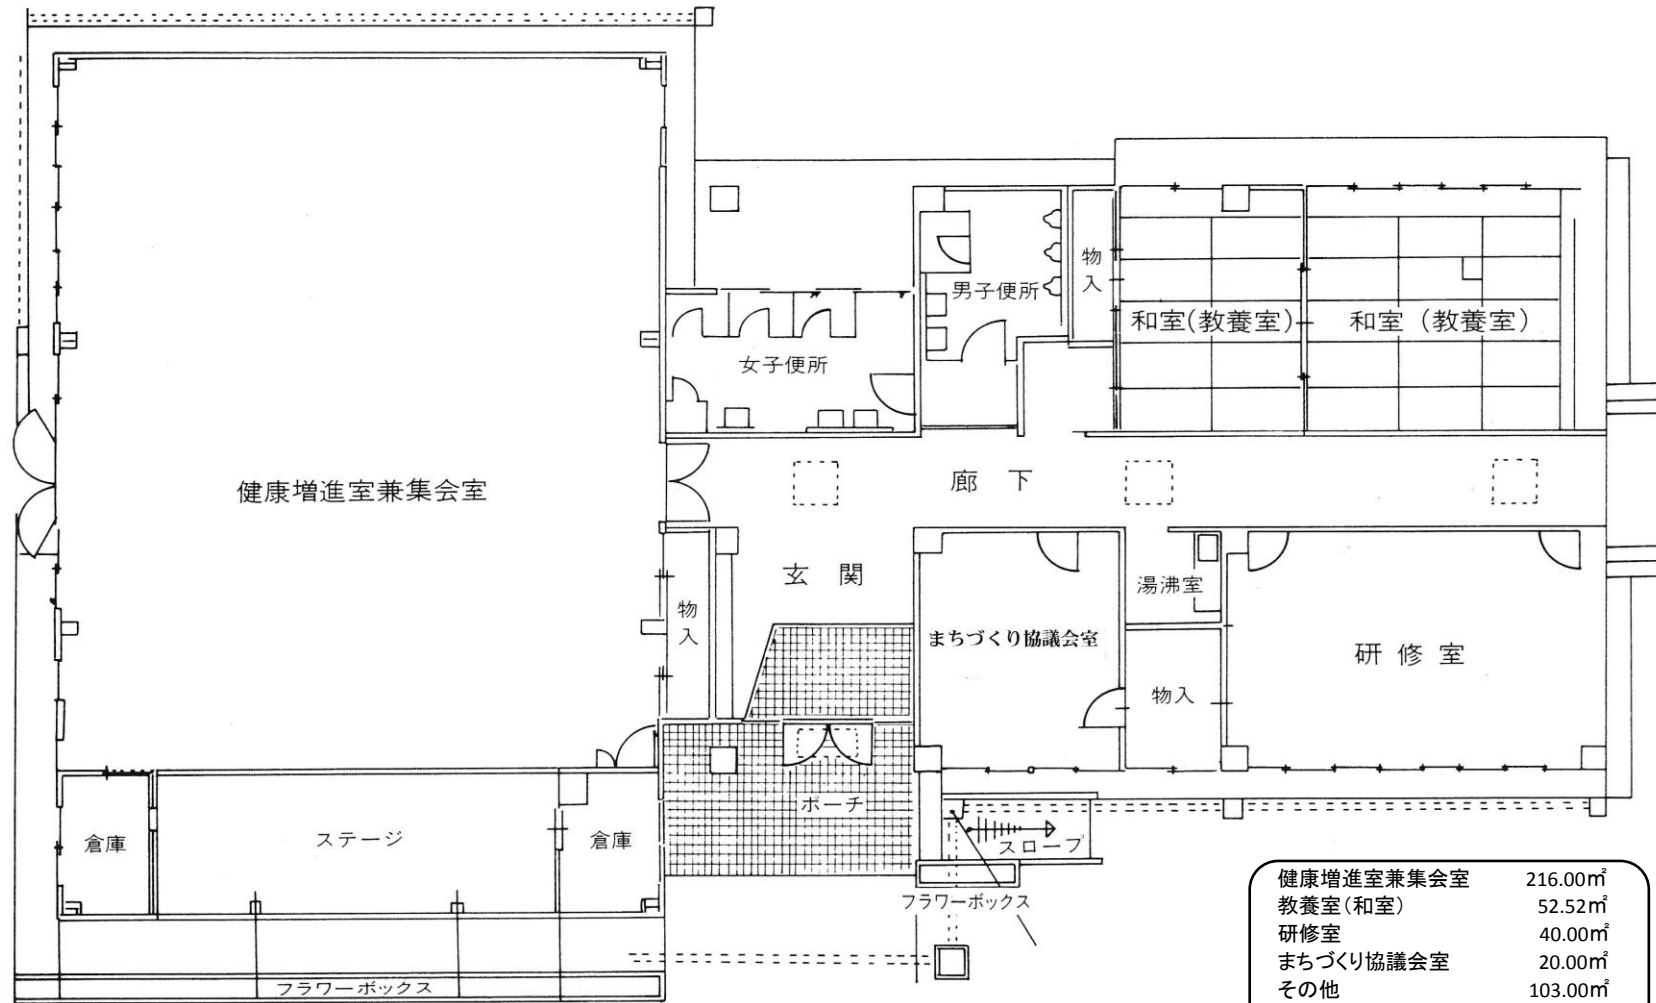 物入
男子便所
和室(教養室)
和室（教養室）
女子便所
健康増進室兼集会室
廊下
玄関
湯沸室
物入
まちづくり協議会室
研修室
物入
ポーチ
倉庫
ステージ
倉庫
スロープ
フラワーボックス
フラワーボックス
健康増進室兼集会室 216.00㎡
教養室(和室) 52.52㎡
研修室 40.00㎡
まちづくり協議会室 20.00㎡
その他 103.00㎡